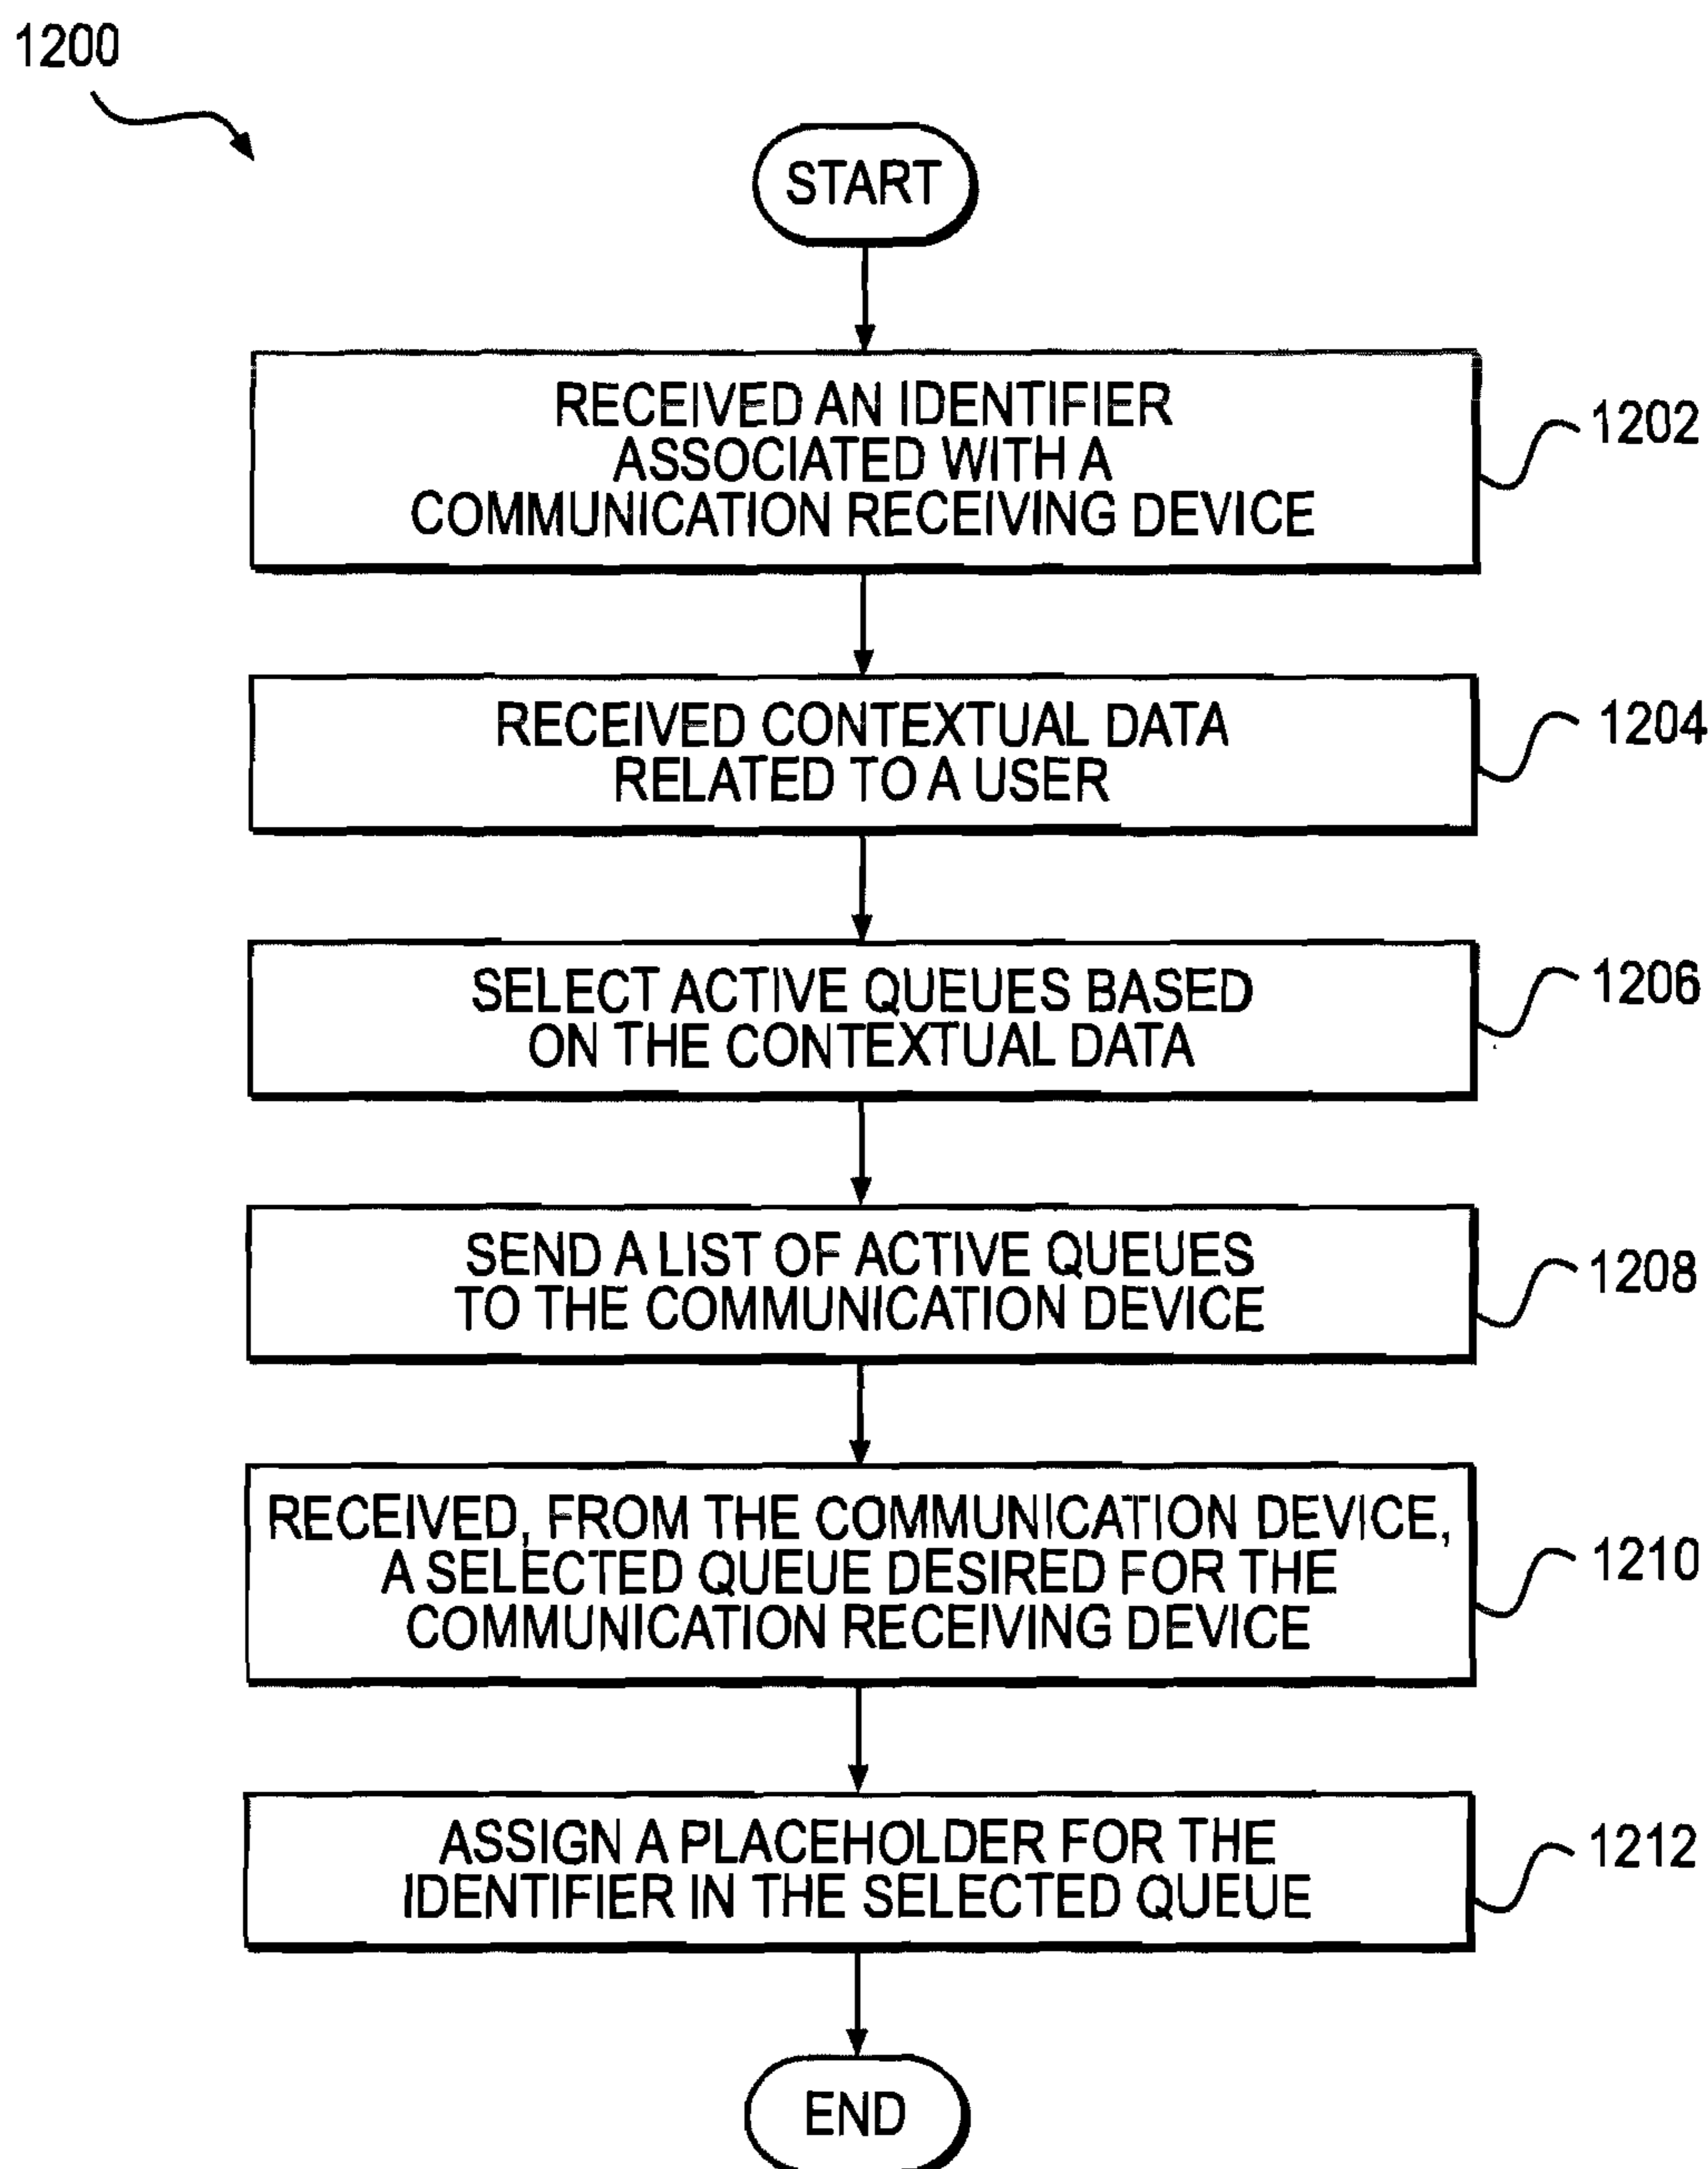 1200
START
RECEIVED AN IDENTIFIER
ASSOCIATED WITH A
COMMUNICATION RECEIVING DEVICE
1202
RECEIVED CONTEXTUAL DATA
RELATED TO A USER
1204
SELECT ACTIVE QUEUES BASED
ON THE CONTEXTUAL DATA
1206
SEND A LIST OF ACTIVE QUEUES
TO THE COMMUNICATION DEVICE
1208
RECEIVED, FROM THE COMMUNICATION DEVICE,
A SELECTED QUEUE DESIRED FOR THE
COMMUNICATION RECEIVING DEVICE
1210
ASSIGN A PLACEHOLDER FOR THE
IDENTIFIER IN THE SELECTED QUEUE
1212
END